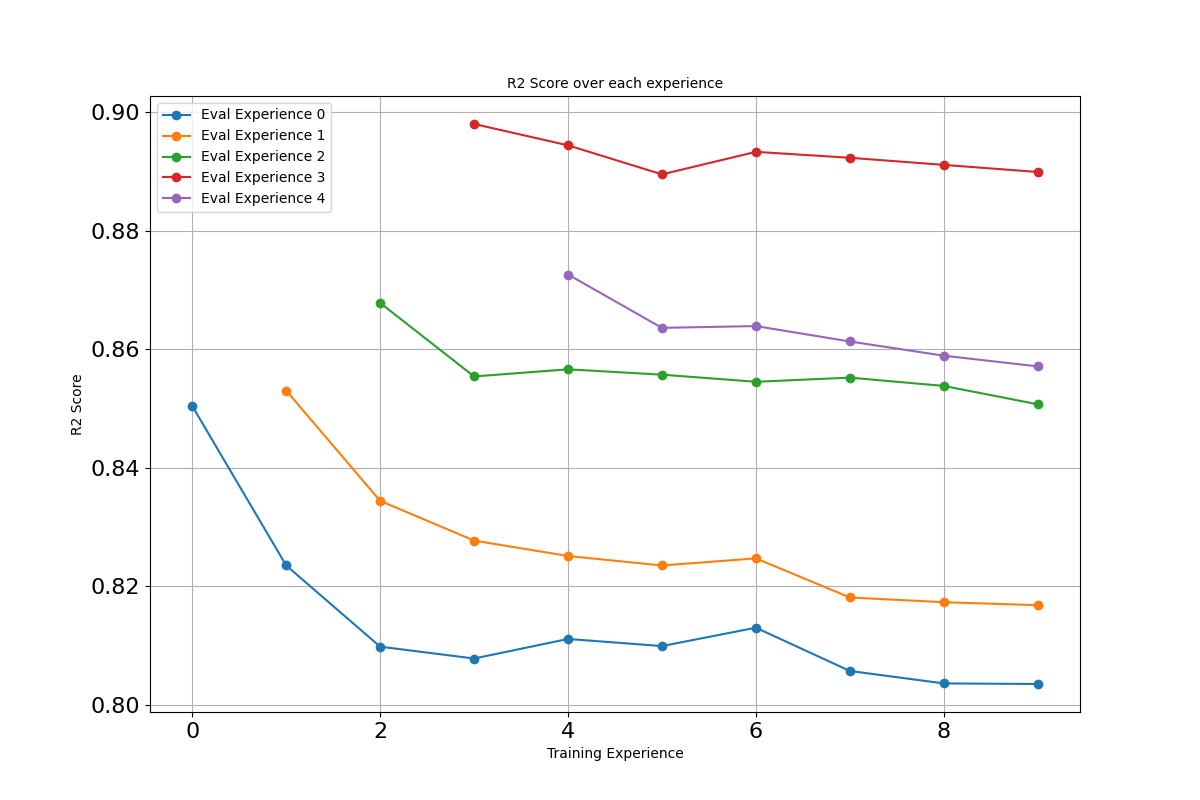 R2 Score over each experience
Eval Experience 0
Eval Experience 1
Eval Experience 2
Eval Experience 3
Eval Experience 4
0.90
0.88
0.86
0.84
0.82
0.80
R2 Score
0 2 4 6 8
Training Experience